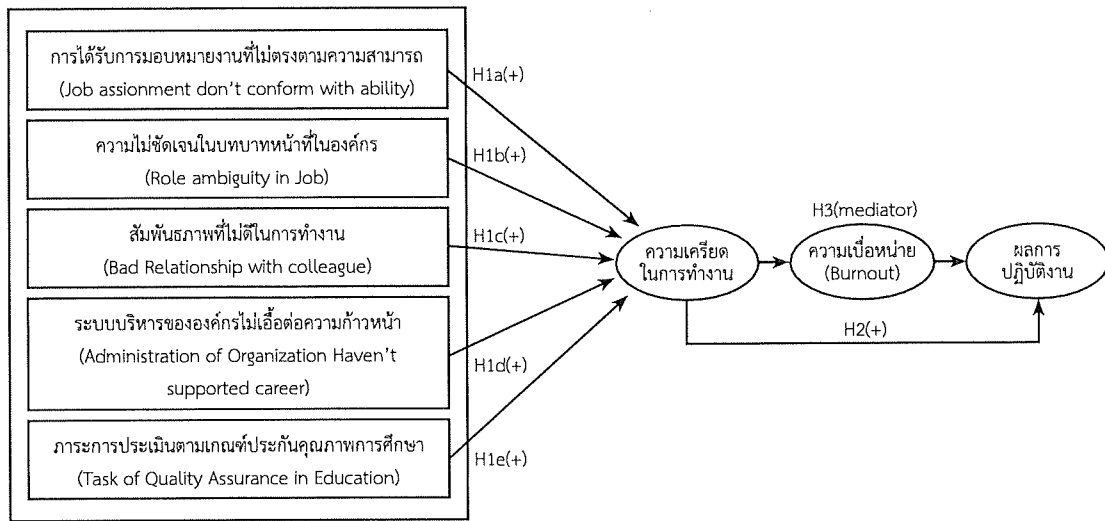 การได้รับการมอบหมายงานที่ไม่ตรงตามความสามารถ
(Job assionment don't conform with ability)
H1a(+)
ความไม่ชัดเจนในบทบาทหน้าที่ในองค์กร
(Role ambiguity in Job)
H1b(+)
สัมพันธภาพที่ไม่ดีในการทำงาน
(Bad Relationship with colleague)
H1c(+)
ระบบบริหารขององค์กรไม่เอื้อต่อความก้าวหน้า
(Administration of Organization Haven't
supported career)
H1d(+)
ภาระการประเมินตามเกณฑ์ประกันคุณภาพการศึกษา
(Task of Quality Assurance in Education)
H1e(+)
ความเครียด
ในการทำงาน
H3(mediator)
ความเบื่อหน่าย
(Burnout)
ผลการ
ปฏิบัติงาน
H2(+)